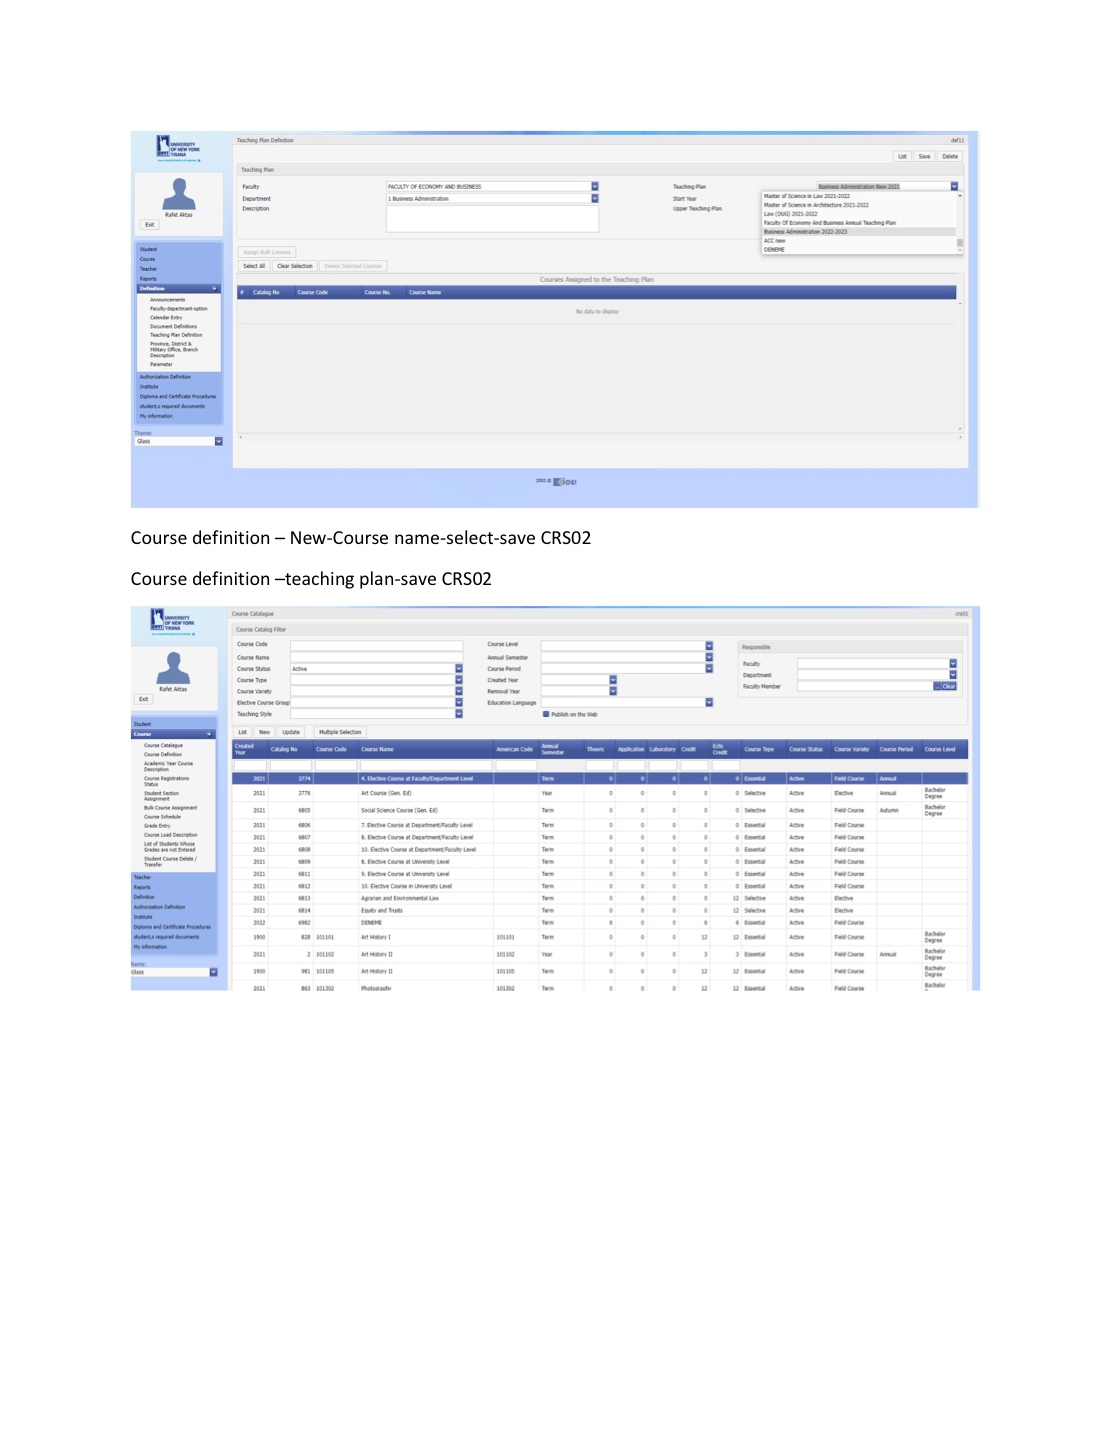 UNIVERSITY
OF NEW YORK
TIRANA
Rafet Aktas
Exit
Student
Course
Teacher
Reports
Definition
Announcements
Faculty-department-option
Calendar Entry
Document Definitions
Teaching Plan Definition
Province, District &
Military Office, Branch
Description
Parameter
Authorization Definition
Institute
Diploma and Certificate Procedures
student,s required documents
My information
Theme:
Glass
Teaching Plan Definition def11
List Save Delete
Teaching Plan
Faculty FACULTY OF ECONOMY AND BUSINESS Teaching Plan Business Administration New 2021
Department 1 Business Administration Start Year
Description Upper Teaching Plan
Master of Science in Law 2021-2022
Master of Science in Architecture 2021-2022
Law (OUG) 2021-2022
Faculty Of Economy And Business Annual Teaching Plan
Business Administration 2022-2023
ACC new
DENEME
Assign Bulk Lessons
Select All Clear Selection Delete Selected Courses
Courses Assigned to the Teaching Plan
# Catalog No Course Code Course No. Course Name
No data to display
Course definition – New-Course name-select-save CRS02
Course definition –teaching plan-save CRS02
UNIVERSITY
OF NEW YORK
TIRANA
Rafet Aktas
Exit
Student
Course
Course Catalogue
Course Definition
Academic Year Course
Description
Course Registrations
Status
Student Section
Assignment
Bulk Course Assignment
Course Schedule
Grade Entry
Course Load Description
List of Students Whose
Grades are not Entered
Student Course Delete /
Transfer
Teacher
Reports
Definition
Authorization Definition
Institute
Diploma and Certificate Procedures
student,s required documents
My information
Theme:
Glass
Course Catalogue crs01
Course Catalog Filter
Course Code Course Level Responsible
Course Name Annual Semester Faculty
Course Status Active Course Period Department
Course Type Created Year Faculty Member ... Clear
Course Variety Removal Year
Elective Course Group Education Language
Teaching Style Publish on the Web
List New Update Multiple Selection
Created Year Catalog No Course Code Course Name American Code Annual Semester Theoric Application Laboratory Credit Ects Credit Course Type Course Status Course Variety Course Period Course Level
2021 3774 4. Elective Course at Faculty/Department Level Term 0 0 0 0 0 Essential Active Field Course Annual
2021 3776 Art Course (Gen. Ed) Year 0 0 0 0 0 Selective Active Elective Annual Bachelor Degree
2021 6805 Social Science Course (Gen. Ed) Term 0 0 0 0 0 Selective Active Field Course Autumn Bachelor Degree
2021 6806 7. Elective Course at Department/Faculty Level Term 0 0 0 0 0 Essential Active Field Course
2021 6807 8. Elective Course at Department/Faculty Level Term 0 0 0 0 0 Essential Active Field Course
2021 6808 10. Elective Course at Department/Faculty Level Term 0 0 0 0 0 Essential Active Field Course
2021 6809 8. Elective Course at University Level Term 0 0 0 0 0 Essential Active Field Course
2021 6811 9. Elective Course at University Level Term 0 0 0 0 0 Essential Active Field Course
2021 6812 10. Elective Course in University Level Term 0 0 0 0 0 Essential Active Field Course
2021 6813 Agrarian and Environmental Law Term 0 0 0 0 12 Selective Active Elective
2021 6814 Equity and Trusts Term 0 0 0 0 12 Selective Active Elective
2022 6982 DENEME Term 6 0 0 6 6 Essential Active Field Course
1900 828 101101 Art History I 101101 Term 0 0 0 12 12 Essential Active Field Course Bachelor Degree
2021 2 101102 Art History II 101102 Year 0 0 0 3 3 Essential Active Field Course Annual Bachelor Degree
1900 981 101105 Art History II 101105 Term 0 0 0 12 12 Essential Active Field Course Bachelor Degree
2021 863 101302 Photography 101302 Term 0 0 0 12 12 Essential Active Field Course Bachelor